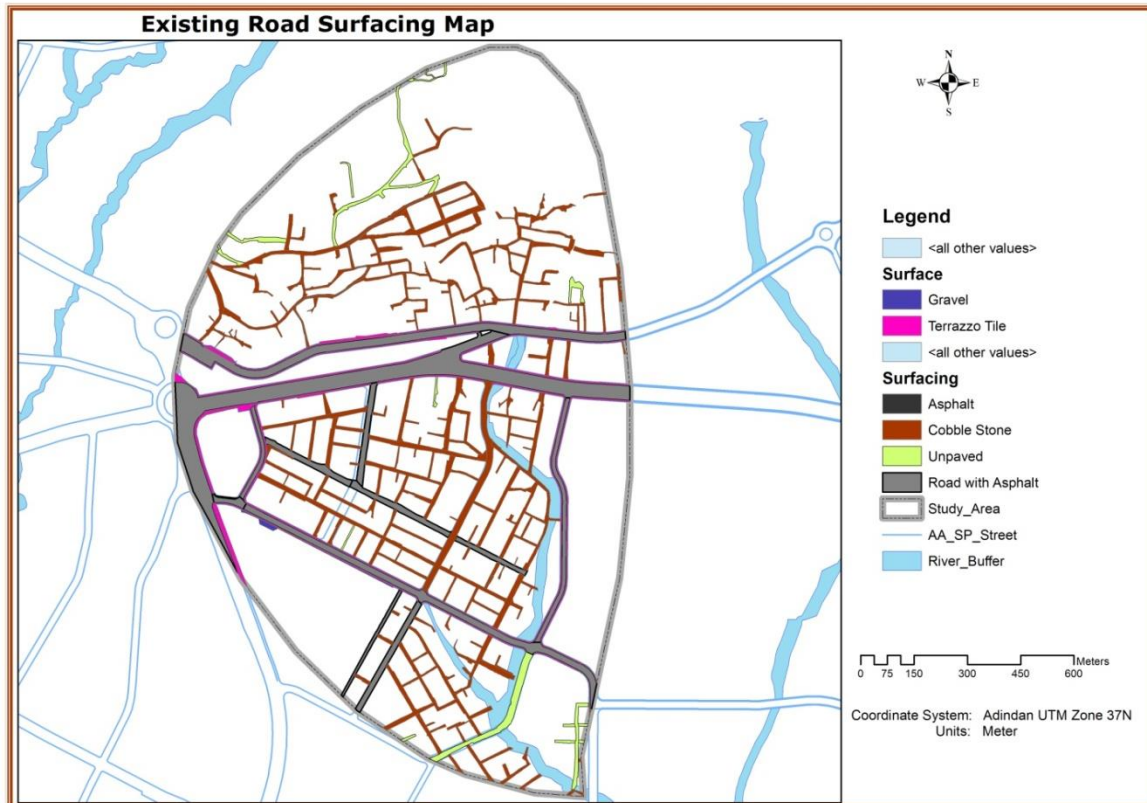 Existing Road Surfacing Map
N
W E
S
Legend
<all other values>
Surface
Gravel
Terrazzo Tile
<all other values>
Surfacing
Asphalt
Cobble Stone
Unpaved
Road with Asphalt
Study_Area
AA_SP_Street
River_Buffer
Meters
0 75 150 300 450 600
Coordinate System: Adindan UTM Zone 37N
Units: Meter